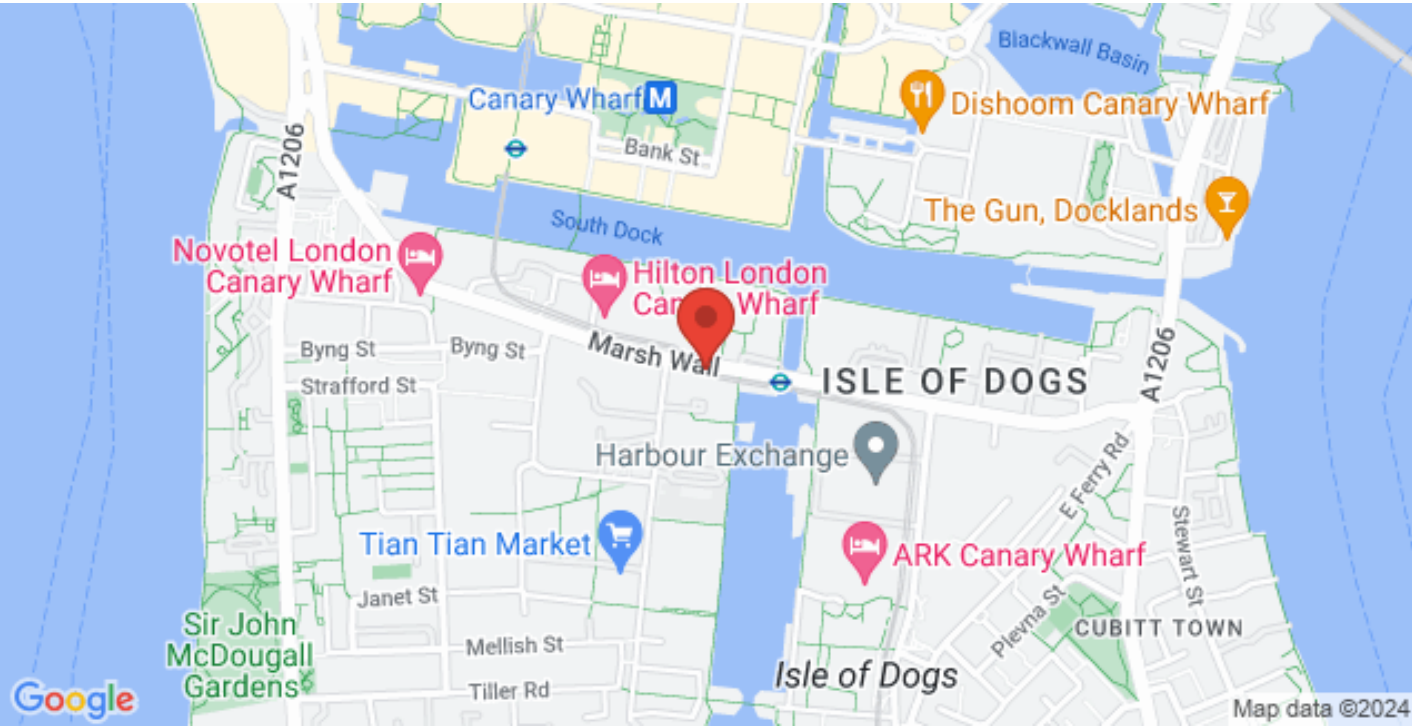 Blackwall Basin
Canary Wharf
M
Dishoom Canary Wharf
A1206
Bank St
The Gun, Docklands
South Dock
Novotel London
Canary Wharf
Hilton London
Canary Wharf
Byng St
Byng St
Marsh Wall
A1206
Strafford St
ISLE OF DOGS
Harbour Exchange
E Ferry Rd
Stewart St
Tian Tian Market
ARK Canary Wharf
Janet St
Plevna St
Sir John
McDougall
Gardens
CUBITT TOWN
Mellish St
Isle of Dogs
Tiller Rd
Google
Map data ©2024